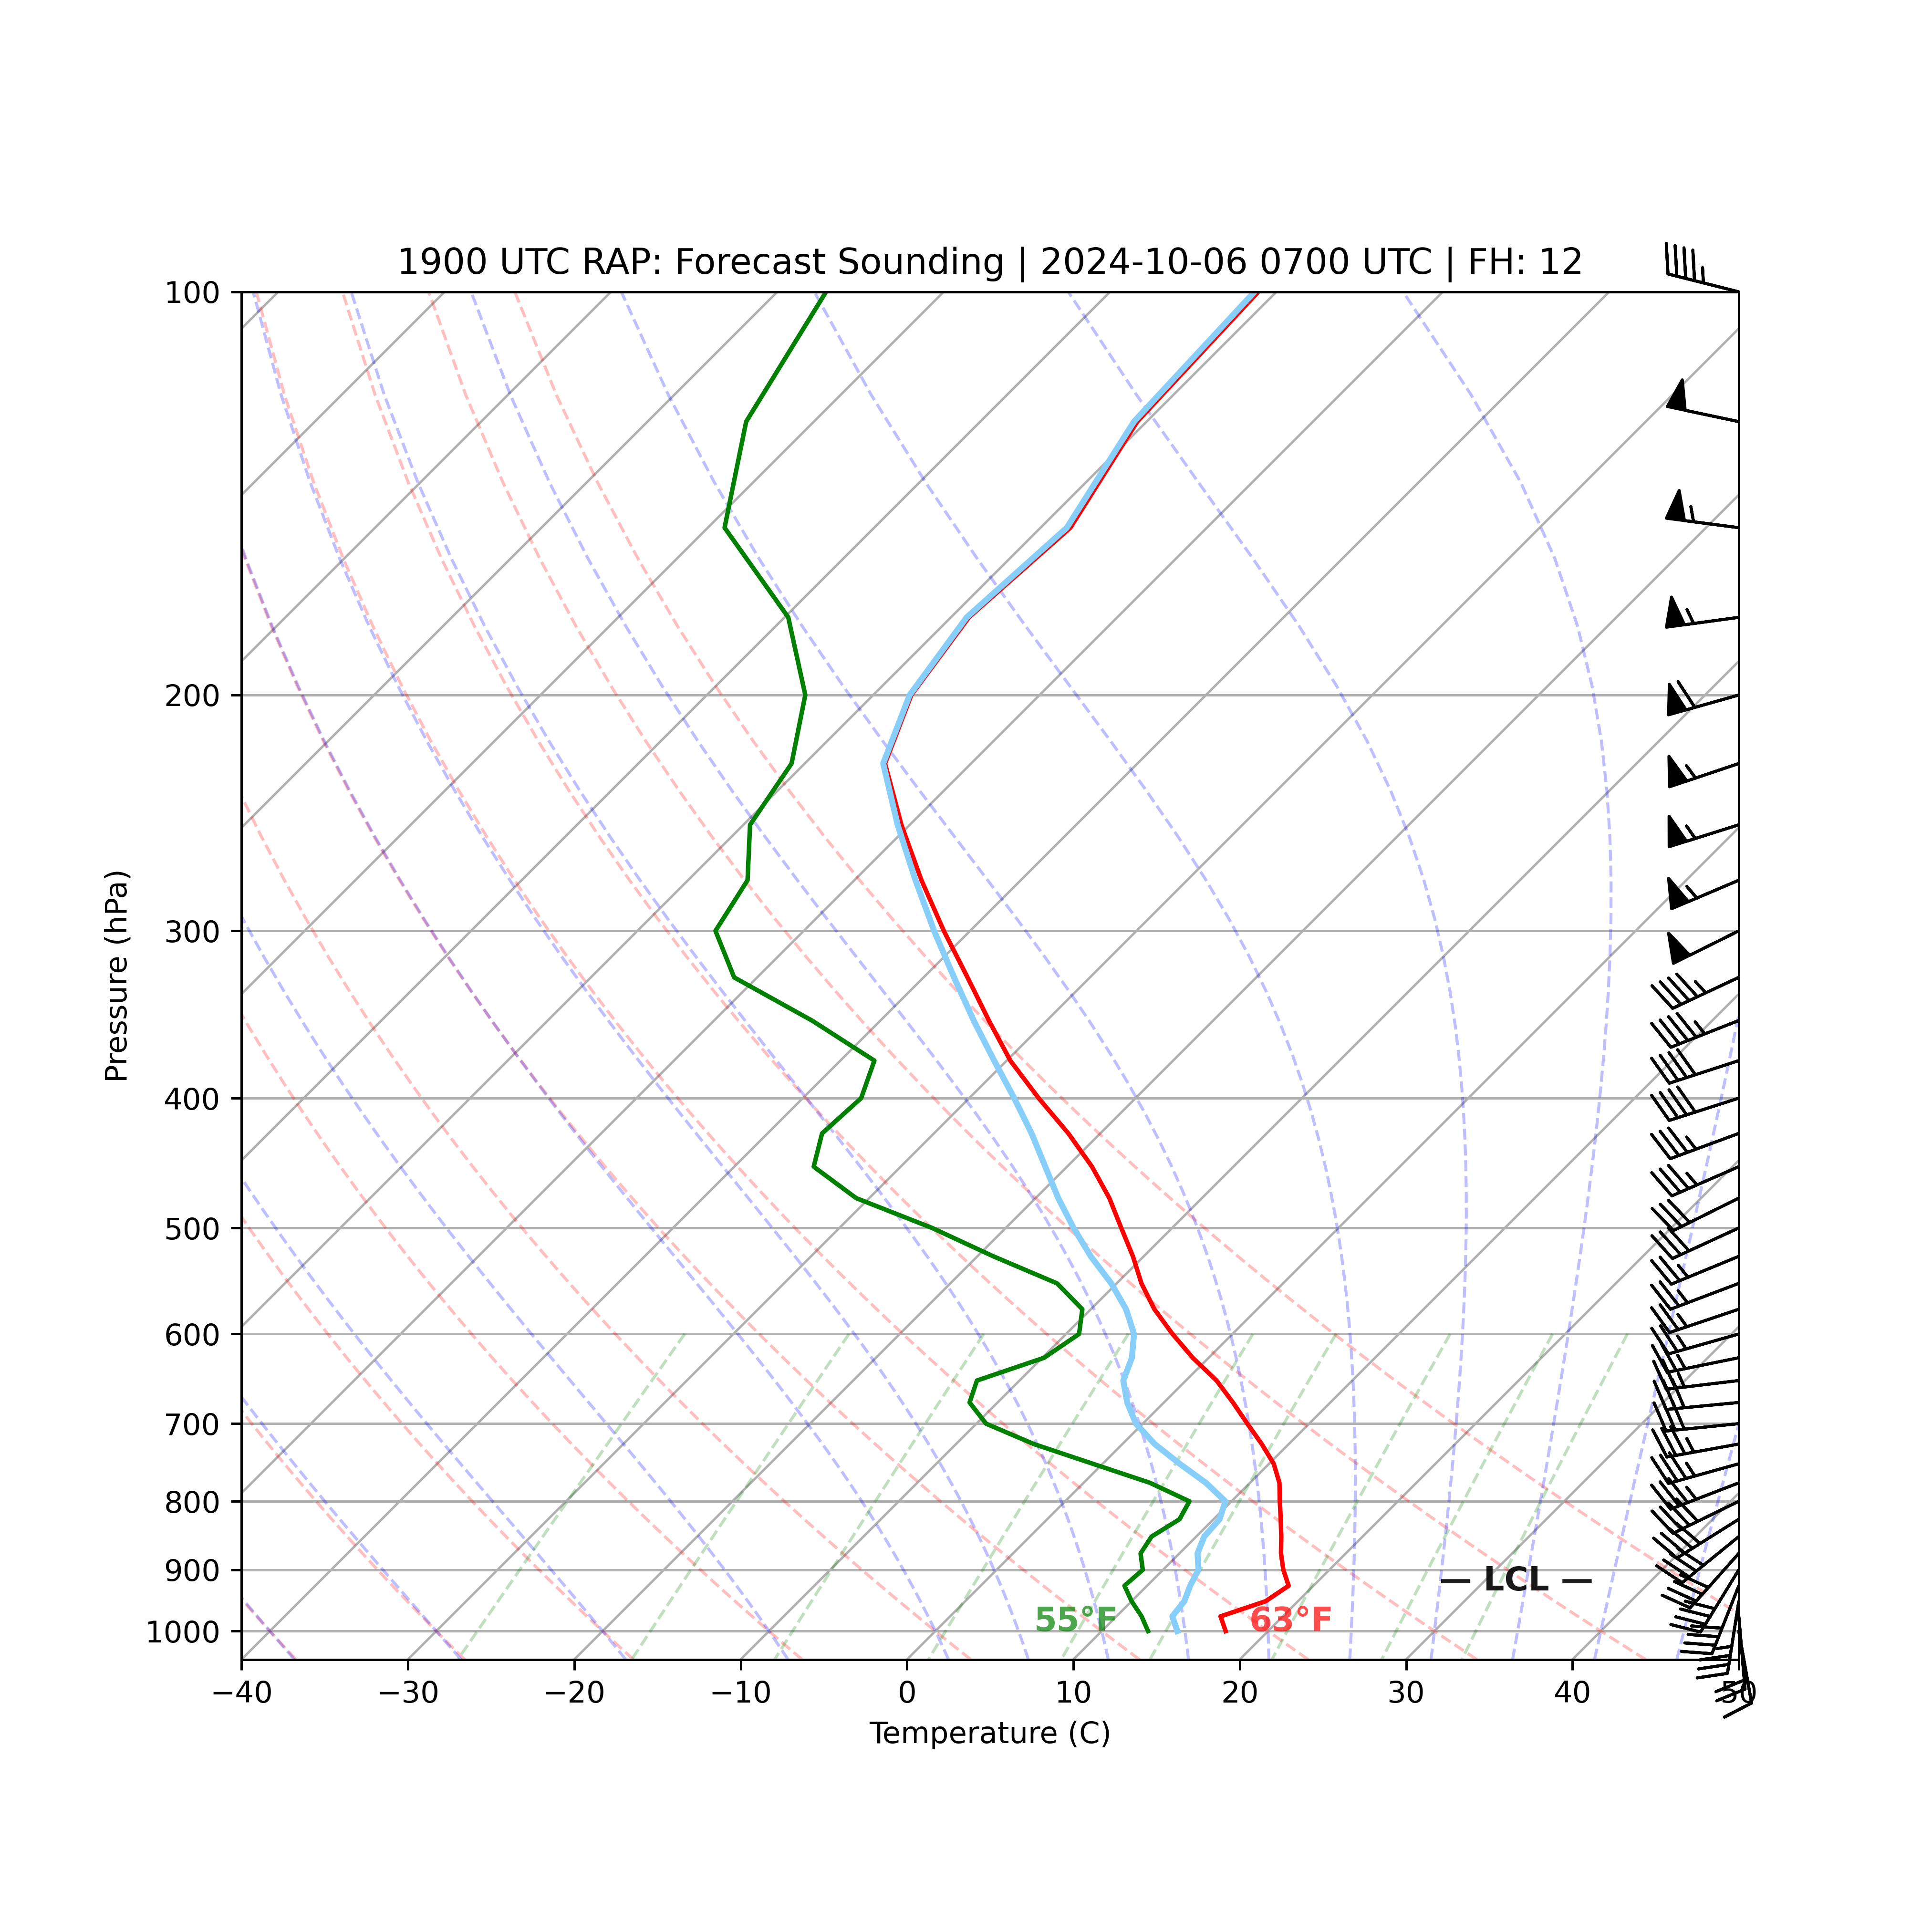 1900 UTC RAP: Forecast Sounding | 2024-10-06 0700 UTC | FH: 12
100
200
300
400
500
600
700
800
900
1000
Pressure (hPa)
— LCL —
55°F
63°F
−40 −30 −20 −10 0 10 20 30 40 50
Temperature (C)